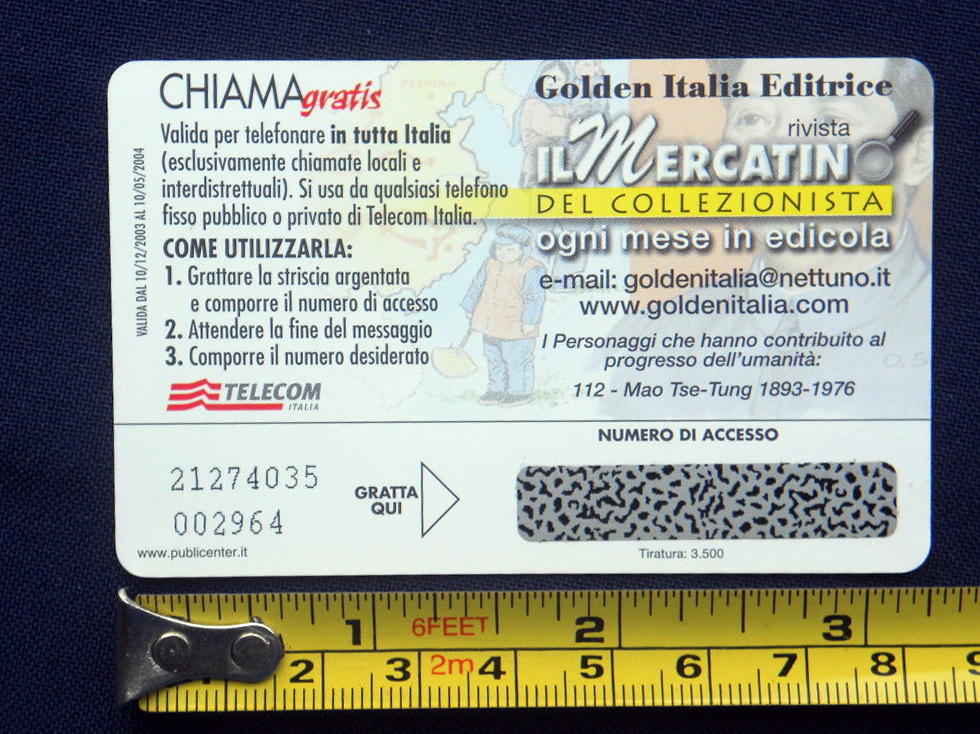 CHIAMAgratis
Valida per telefonare in tutta Italia
(esclusivamente chiamate locali e
interdistrettuali). Si usa da qualsiasi telefono
fisso pubblico o privato di Telecom Italia.
COME UTILIZZARLA:
1. Grattare la striscia argentata
e comporre il numero di accesso
2. Attendere la fine del messaggio
3. Comporre il numero desiderato
TELECOM
ITALIA
VALIDA DAL 10/12/2003 AL 10/05/2004
Golden Italia Editrice
rivista
IL MERCATINO
DEL COLLEZIONISTA
ogni mese in edicola
e-mail: goldenitalia@nettuno.it
www.goldenitalia.com
I Personaggi che hanno contribuito al
progresso dell'umanità:
112 - Mao Tse-Tung 1893-1976
NUMERO DI ACCESSO
21274035
002964
GRATTA
QUI
www.publicenter.it
Tiratura: 3.500
1 6FEET 2 3
2 3 2m 4 5 6 7 8 9